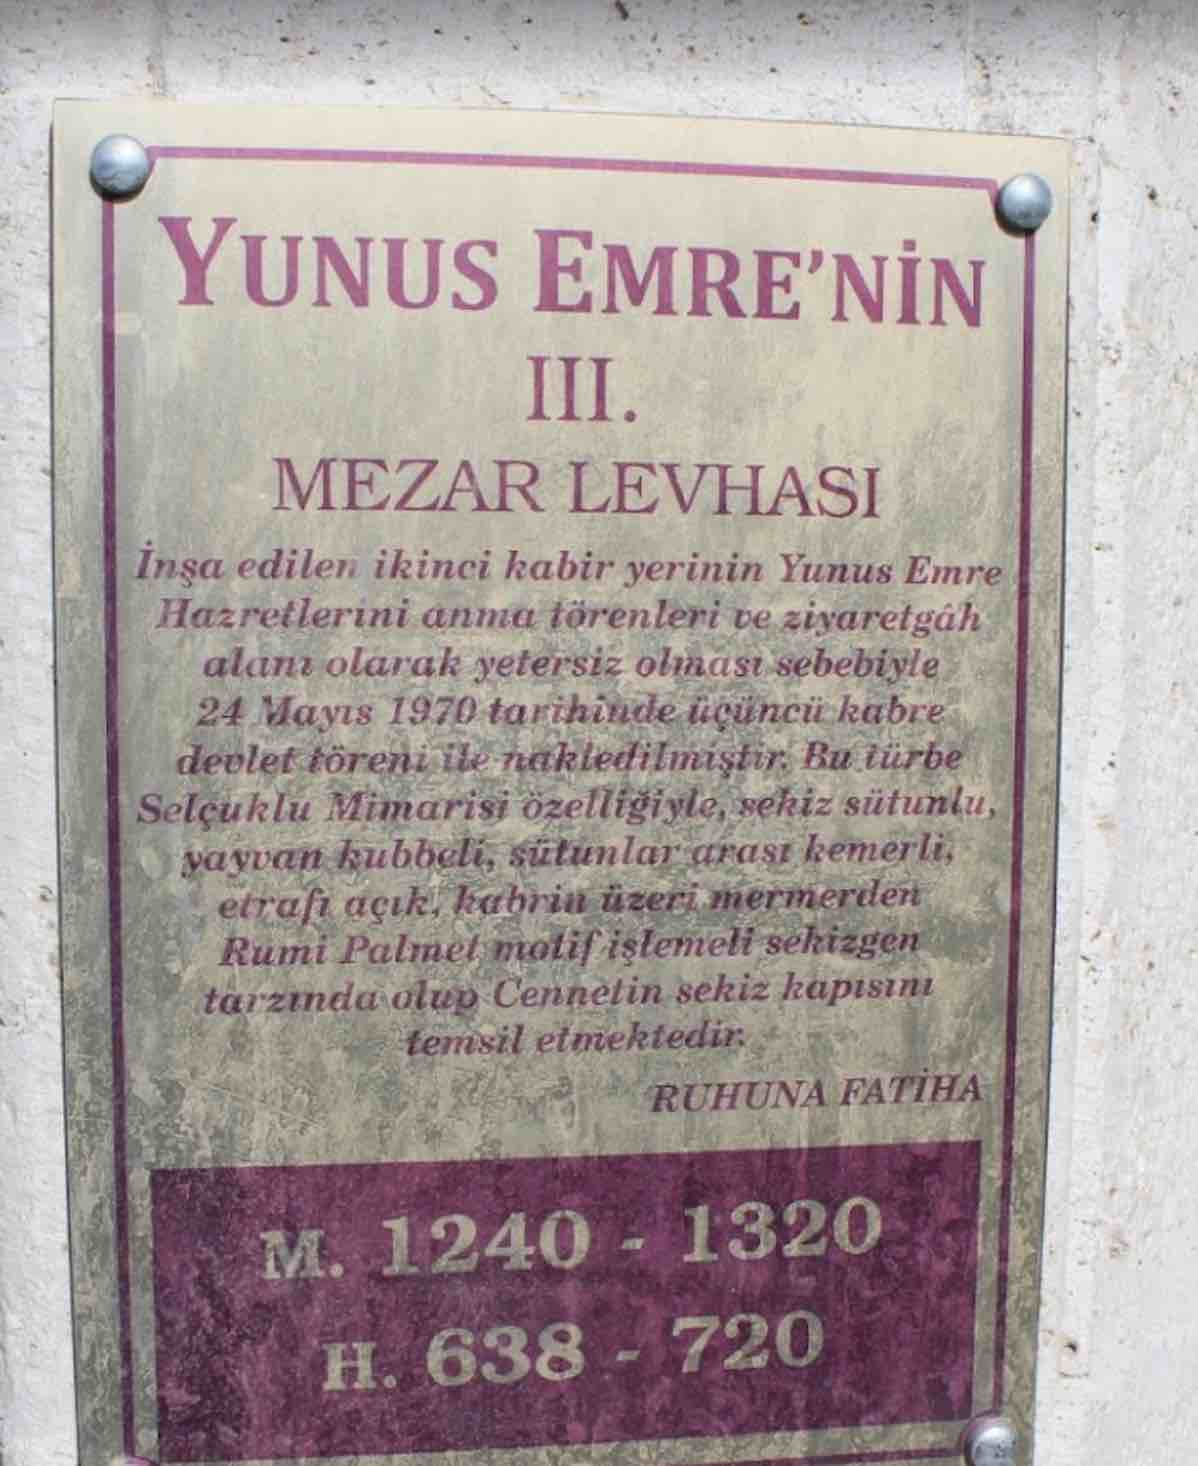 YUNUS EMRE'NİN
III.
MEZAR LEVHASI
İnşa edilen ikinci kabir yerinin Yunus Emre
Hazretlerini anma törenleri ve ziyaretgâh
alanı olarak yetersiz olması sebebiyle
24 Mayıs 1970 tarihinde üçüncü kabre
devlet töreni ile nakledilmiştir. Bu türbe
Selçuklu Mimarisi özelliğiyle, sekiz sütunlu,
yayvan kubbeli, sütunlar arası kemerli,
etrafı açık, kabrin üzeri mermerden
Rumi Palmet motif işlemeli sekizgen
tarzında olup Cennetin sekiz kapısını
temsil etmektedir.
RUHUNA FATİHA
M. 1240 - 1320
H. 638 - 720